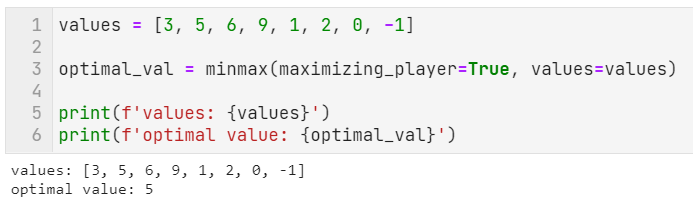 1 values = [3, 5, 6, 9, 1, 2, 0, -1]
2
3 optimal_val = minmax(maximizing_player=True, values=values)
4
5 print(f'values: {values}')
6 print(f'optimal value: {optimal_val}')
values: [3, 5, 6, 9, 1, 2, 0, -1]
optimal value: 5